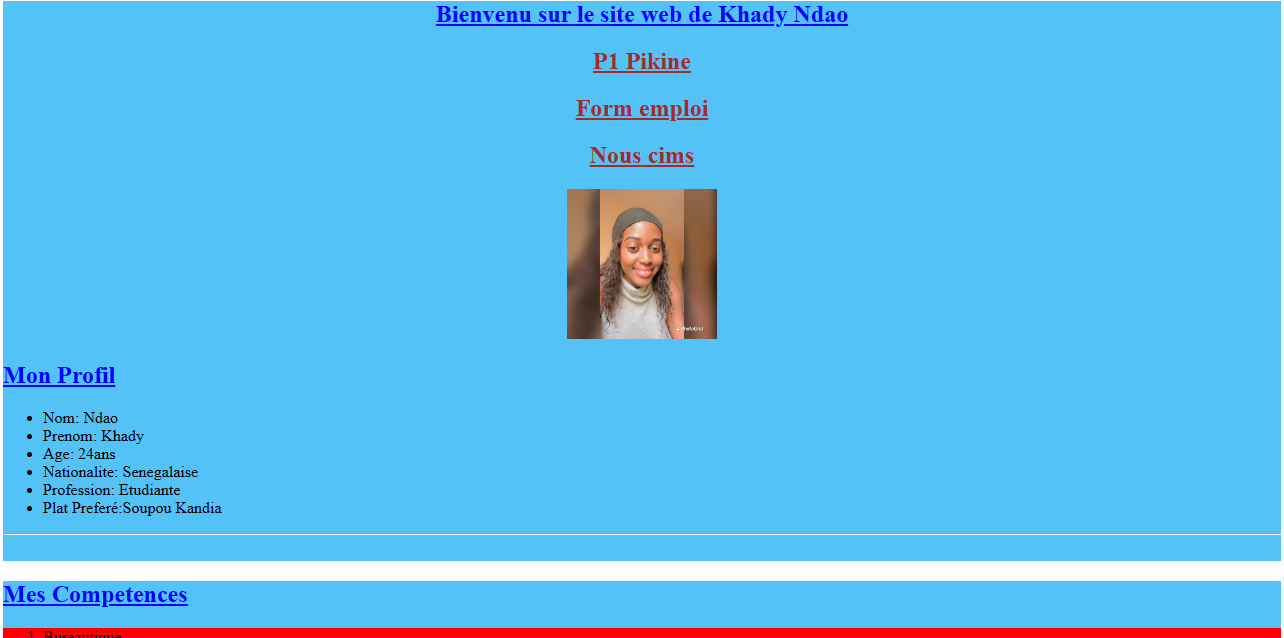 Bienvenu sur le site web de Khady Ndao
P1 Pikine
Form emploi
Nous cims
Mon Profil
Nom: Ndao
Prenom: Khady
Age: 24ans
Nationalite: Senegalaise
Profession: Etudiante
Plat Preferé:Soupou Kandia
Mes Competences
1. Bureautique